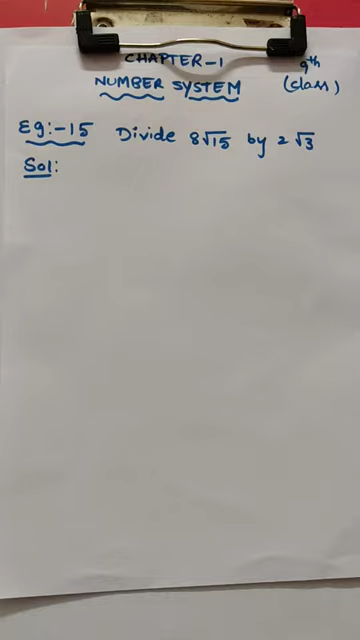 CHAPTER-1
9th
NUMBER SYSTEM
(class)
Eg:-15 Divide 8√15 by 2√3
Sol: